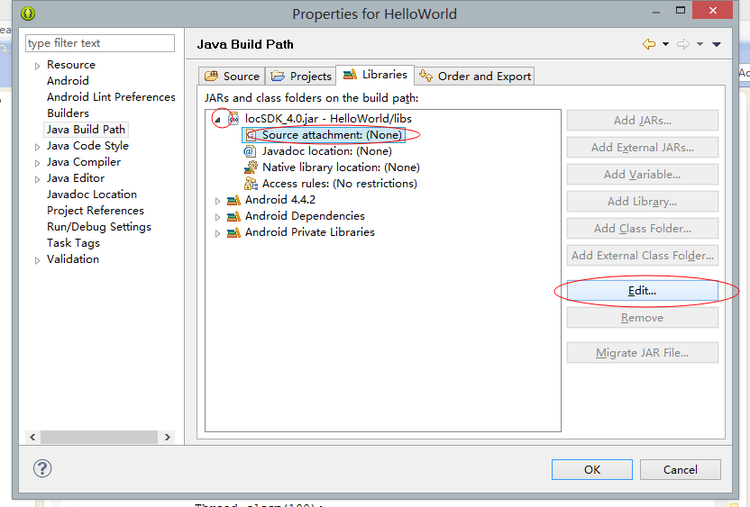 Properties for HelloWorld
type filter text
Resource
Android
Android Lint Preferences
Builders
Java Build Path
Java Code Style
Java Compiler
Java Editor
Javadoc Location
Project References
Run/Debug Settings
Task Tags
Validation
Java Build Path
Source
Projects
Libraries
Order and Export
JARs and class folders on the build path:
locSDK_4.0.jar - HelloWorld/libs
Source attachment: (None)
Javadoc location: (None)
Native library location: (None)
Access rules: (No restrictions)
Android 4.4.2
Android Dependencies
Android Private Libraries
Add JARs...
Add External JARs...
Add Variable...
Add Library...
Add Class Folder...
Add External Class Folder...
Edit...
Remove
Migrate JAR File...
OK
Cancel